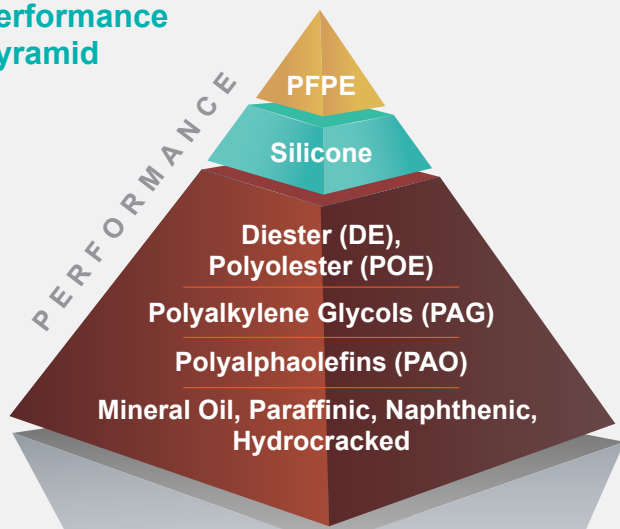 erformance
yramid
PERFORMANCE
PFPE
Silicone
Diester (DE),
Polyolester (POE)
Polyalkylene Glycols (PAG)
Polyalphaolefins (PAO)
Mineral Oil, Paraffinic, Naphthenic,
Hydrocracked